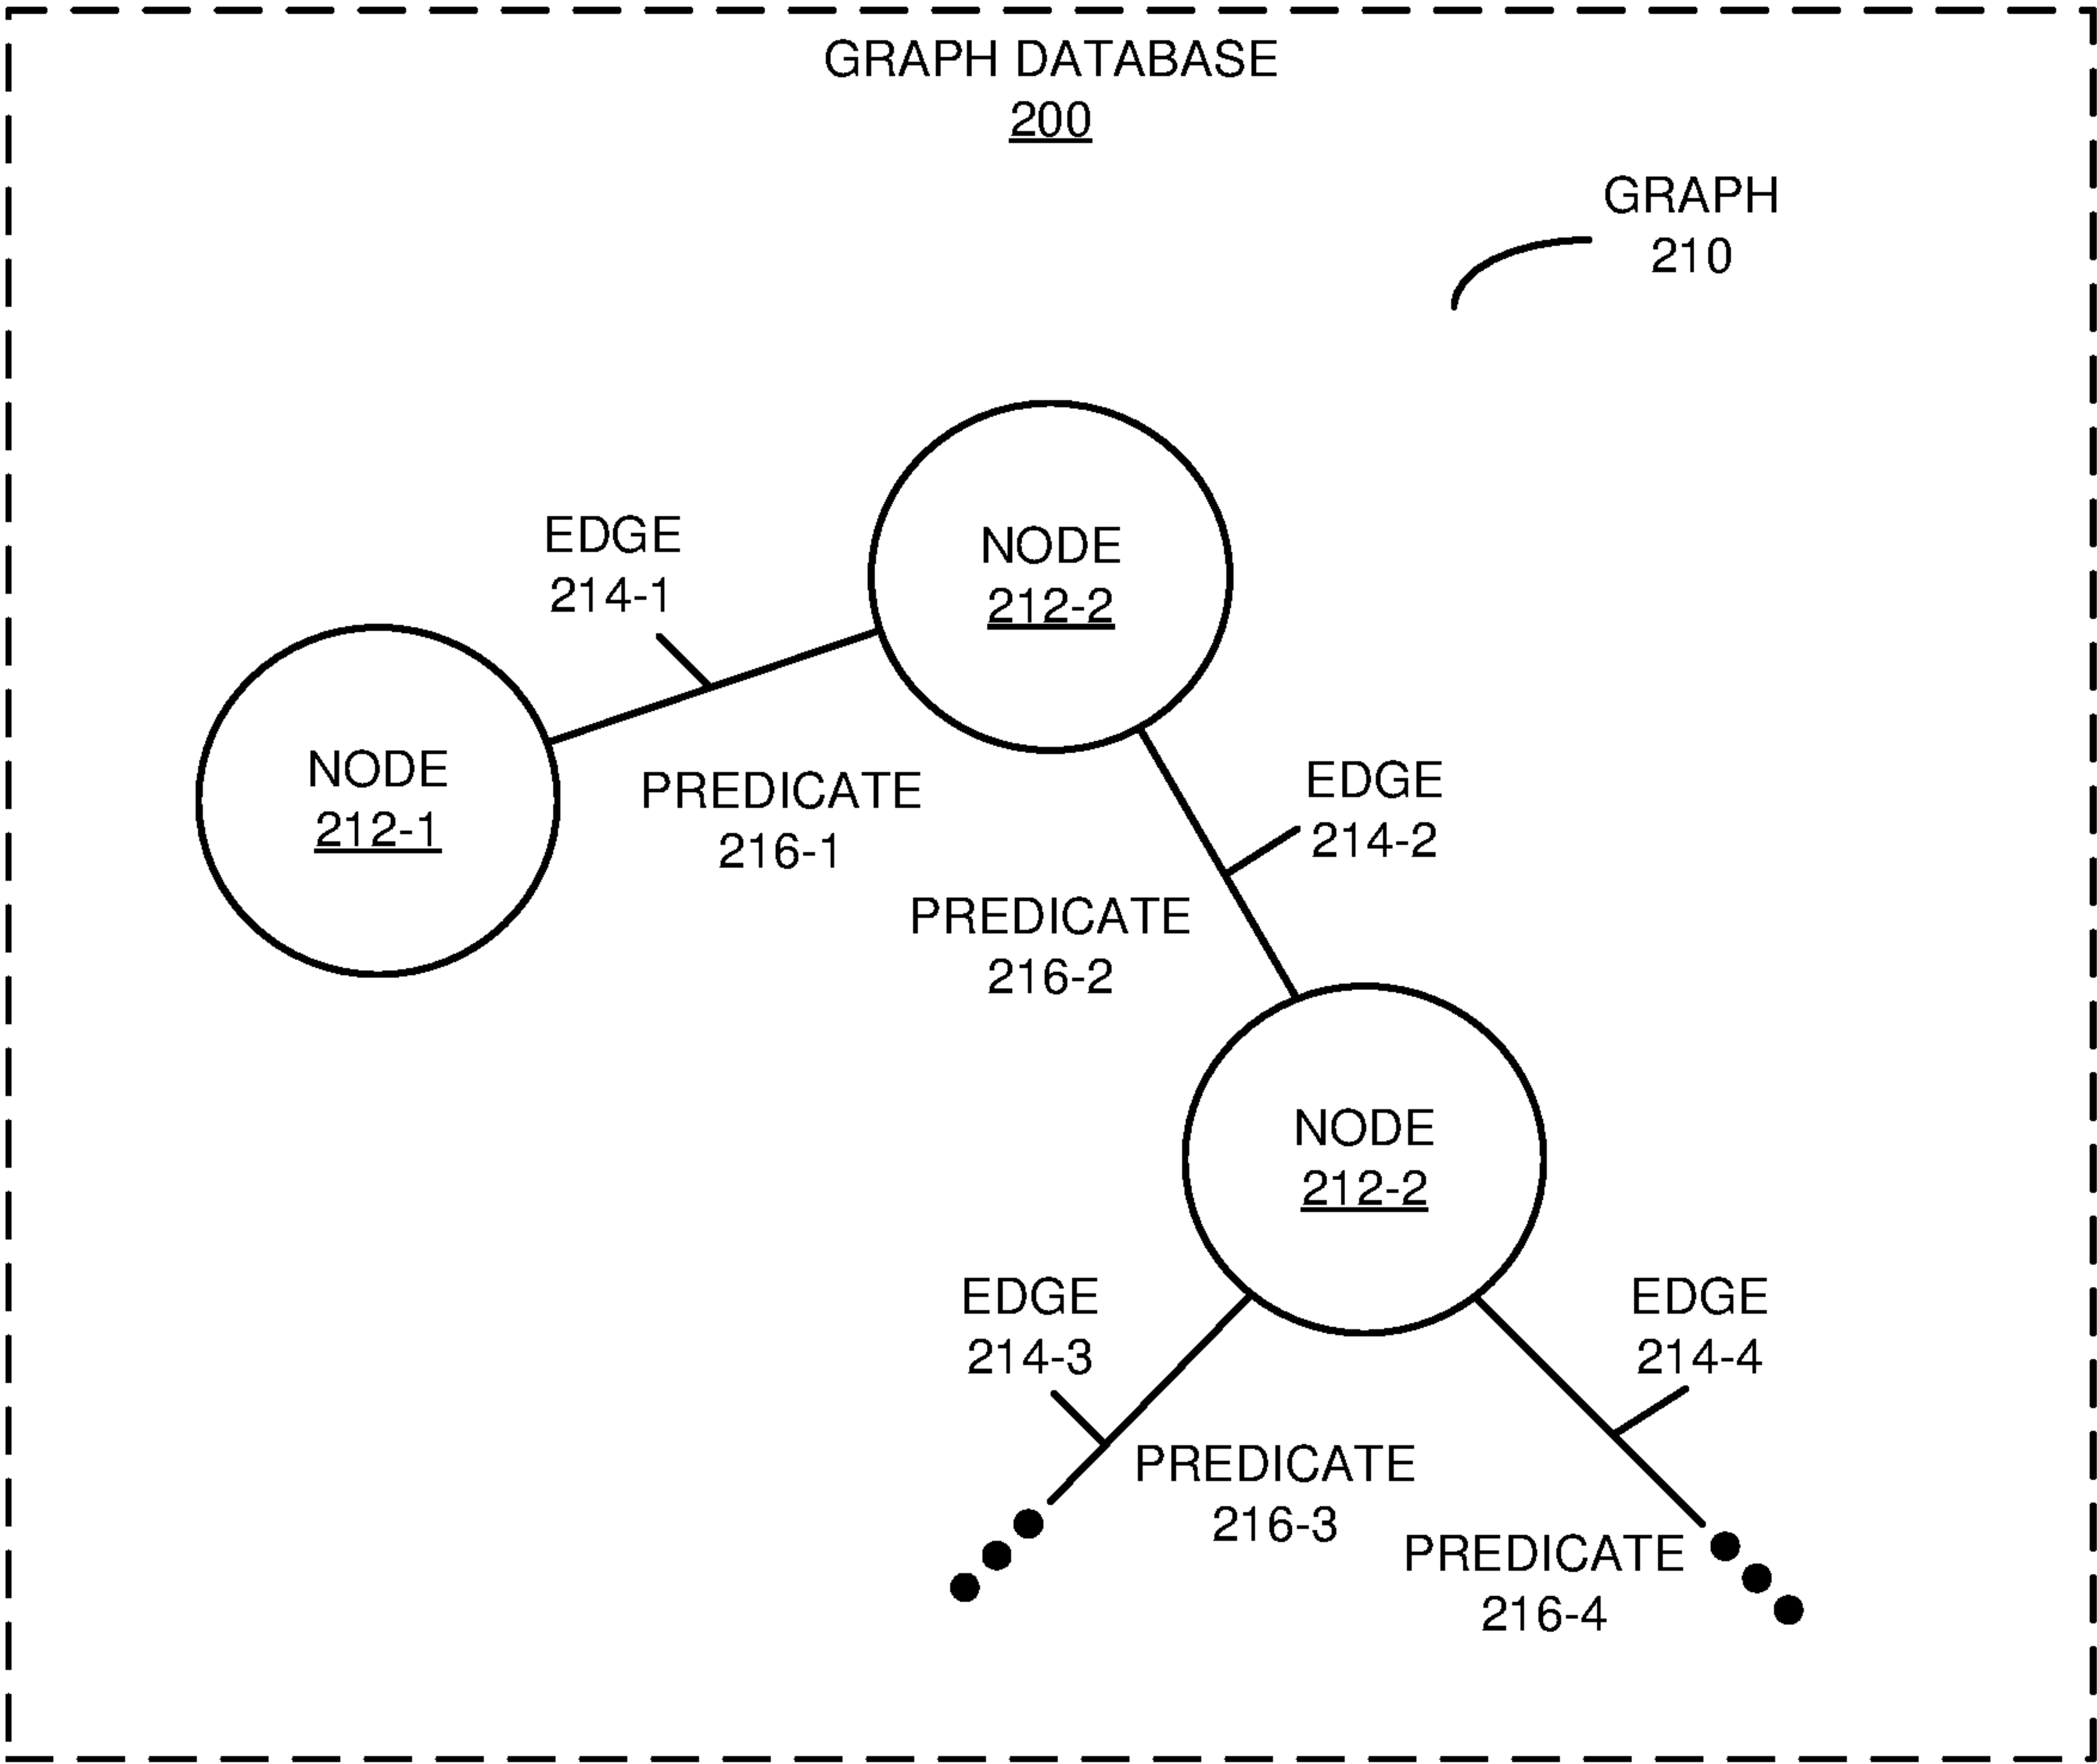 GRAPH DATABASE
200
GRAPH
210
EDGE
214-1
NODE
212-2
NODE
212-1
PREDICATE
216-1
EDGE
214-2
PREDICATE
216-2
NODE
212-2
EDGE
214-3
EDGE
214-4
PREDICATE
216-3
PREDICATE
216-4